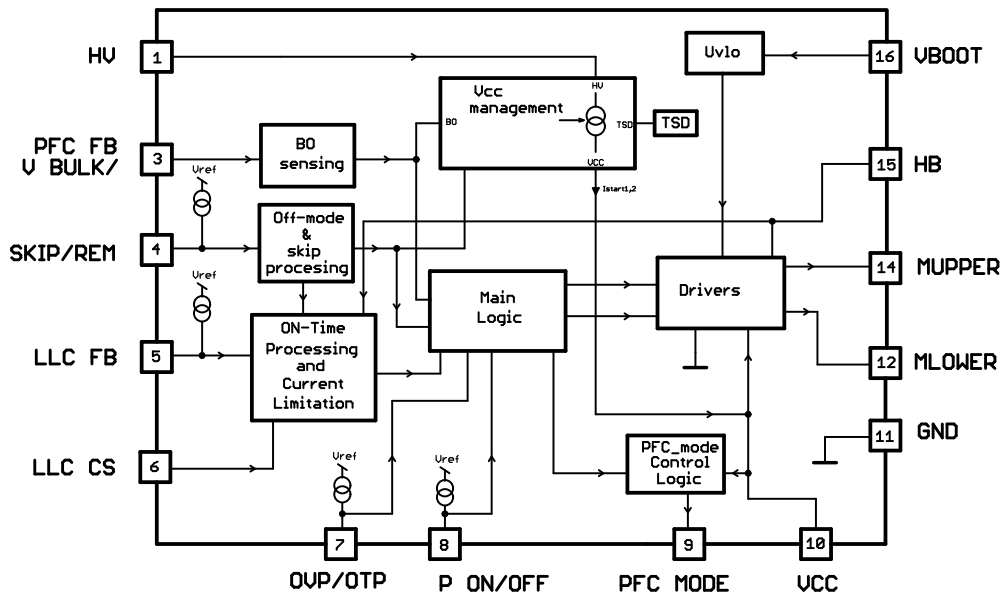 HV
1
Uvlo
16
VBOOT
Vcc
management
HV
BO
TSD
VCC
TSD
PFC FB
V BULK/
3
BO
sensing
15
HB
Vref
Istart1,2
SKIP/REM
4
Off-mode
&
skip
procesing
14
MUPPER
Vref
Main
Logic
Drivers
LLC FB
5
ON-Time
Processing
and
Current
Limitation
12
MLOWER
11
GND
LLC CS
6
Vref
Vref
PFC_mode
Control
Logic
7
8
9
10
OVP/OTP
P ON/OFF
PFC MODE
VCC